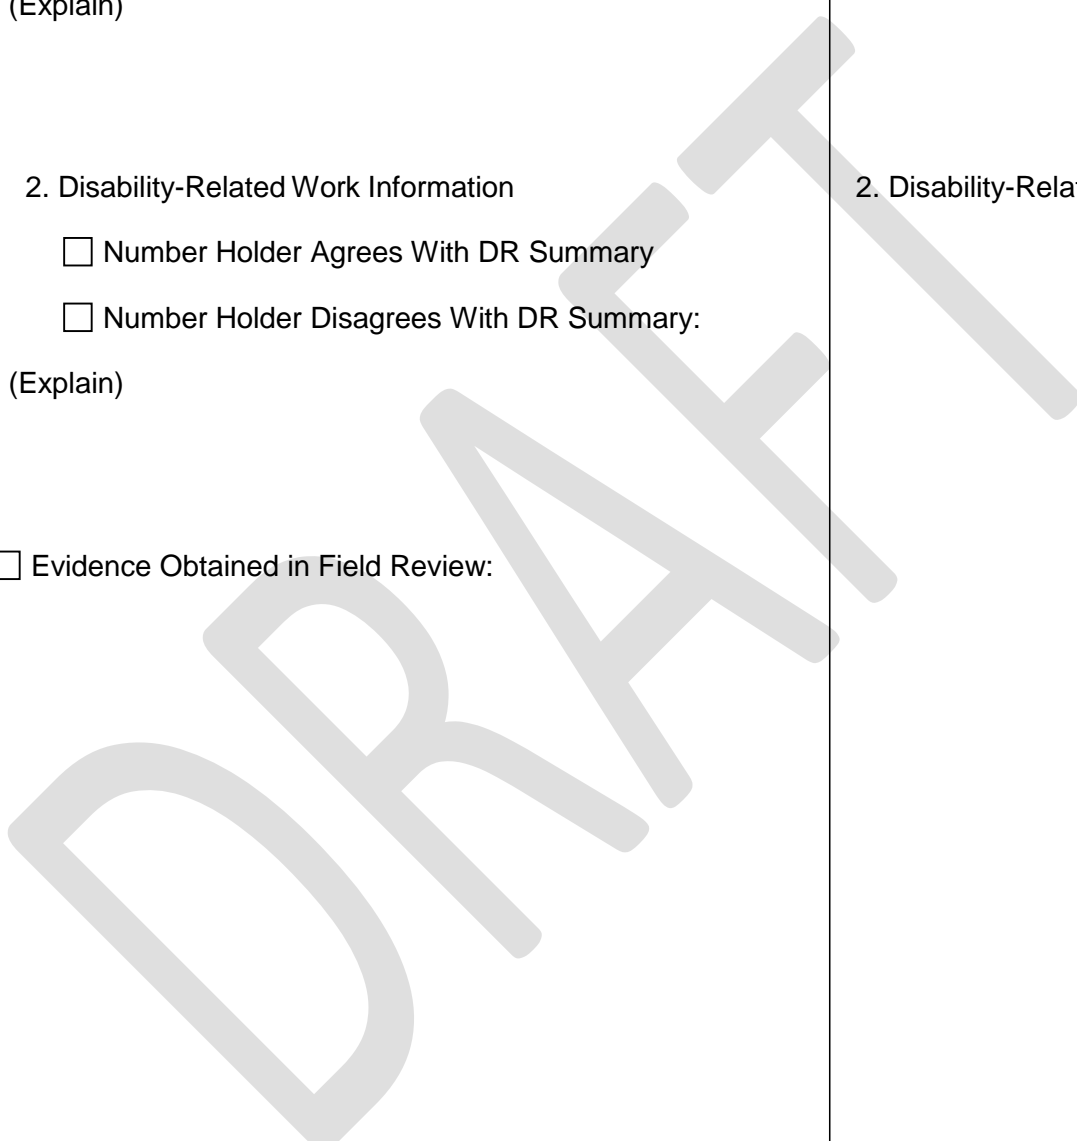 (Explain)
2. Disability-Related Work Information
Number Holder Agrees With DR Summary
Number Holder Disagrees With DR Summary:
(Explain)
Evidence Obtained in Field Review:
2. Disability-Relat
DRAFT